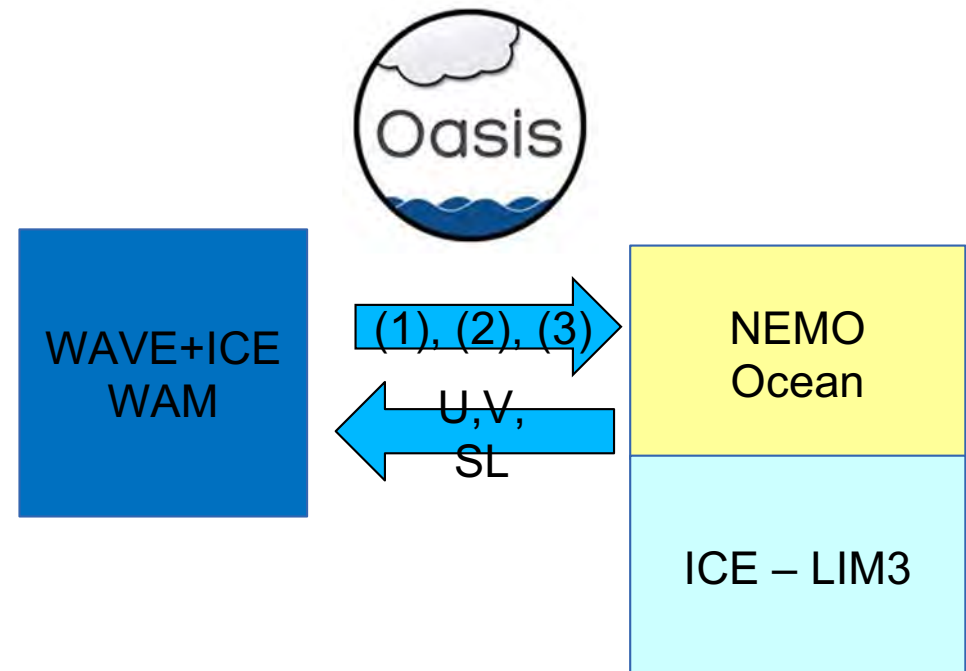 Oasis
WAVE+ICE
WAM
(1), (2), (3)
U,V,
SL
NEMO
Ocean
ICE – LIM3